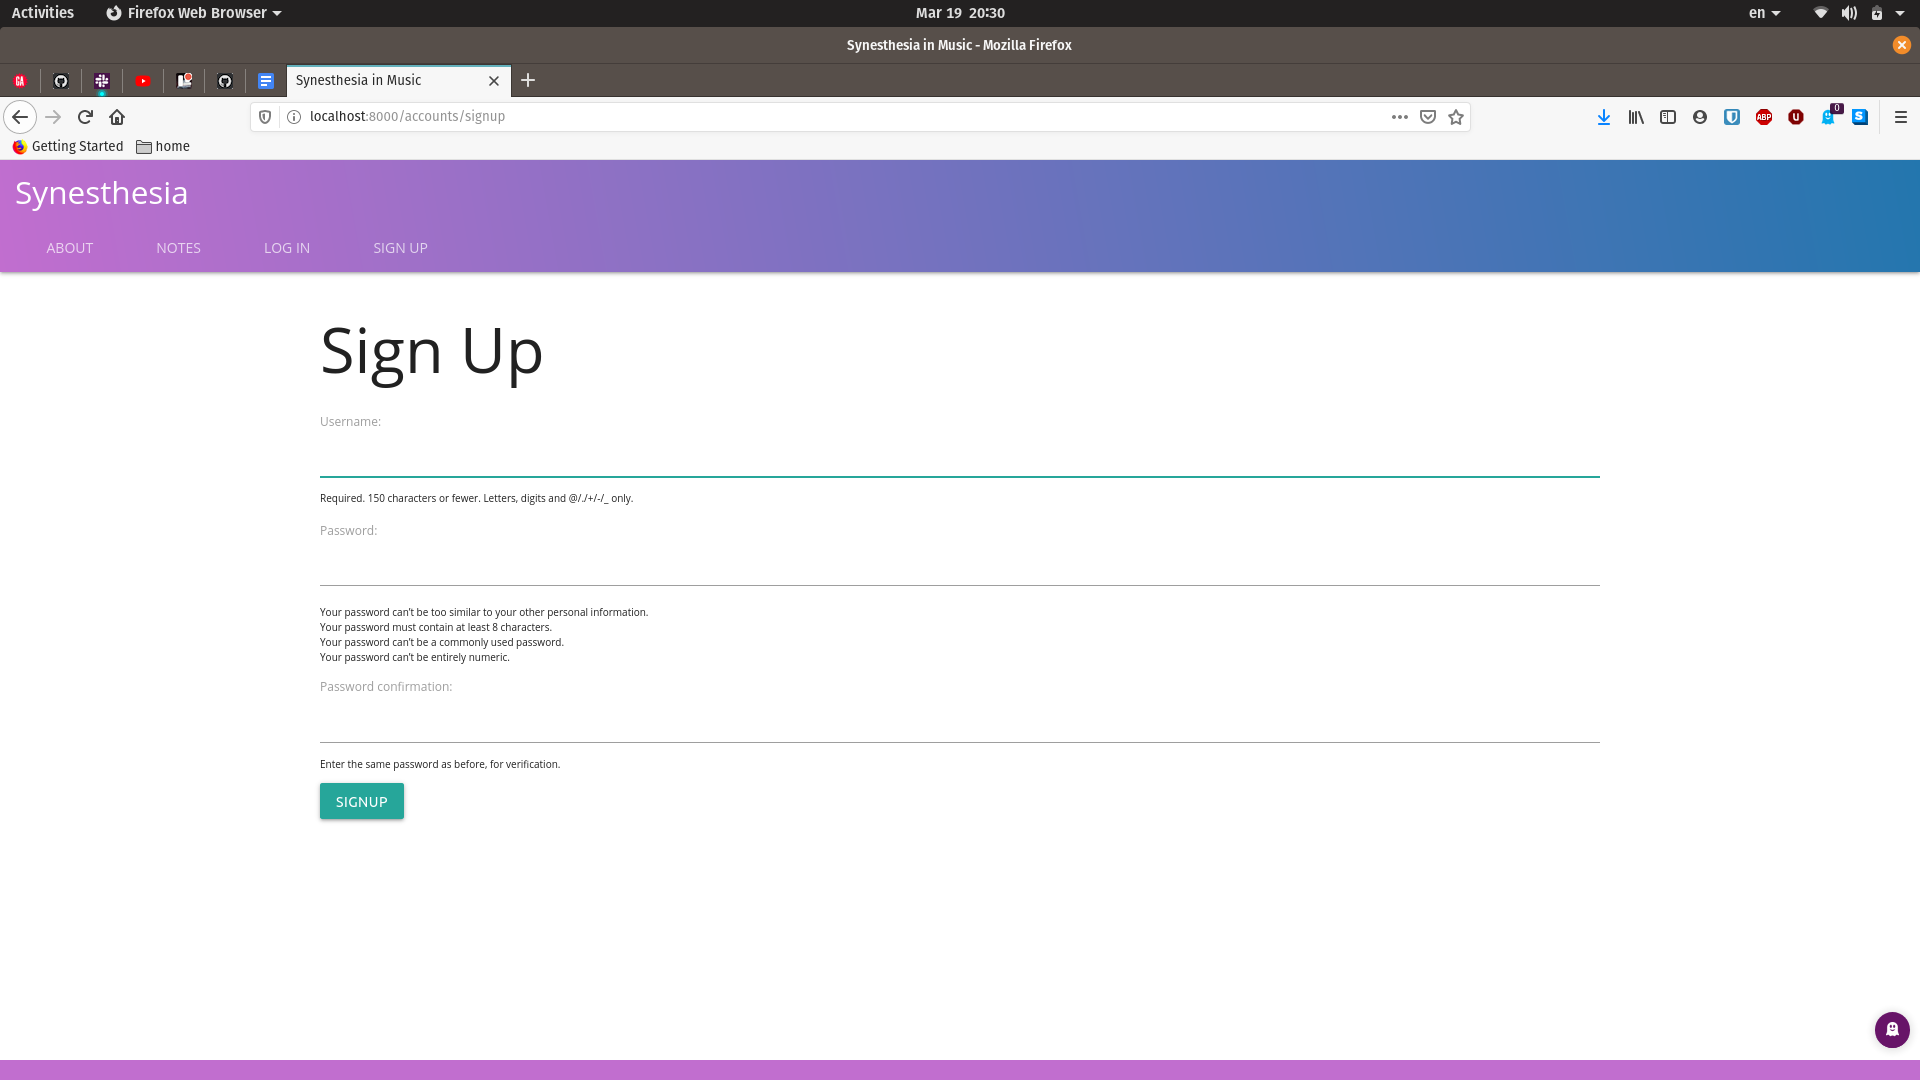 Activities Firefox Web Browser Mar 19 20:30 en
Synesthesia in Music - Mozilla Firefox
GA Synesthesia in Music
localhost:8000/accounts/signup ABP U 0 S
Getting Started home
Synesthesia
ABOUT NOTES LOG IN SIGN UP
Sign Up
Username:
Required. 150 characters or fewer. Letters, digits and @/./+/-/_ only.
Password:
Your password can't be too similar to your other personal information.
Your password must contain at least 8 characters.
Your password can't be a commonly used password.
Your password can't be entirely numeric.
Password confirmation:
Enter the same password as before, for verification.
SIGNUP